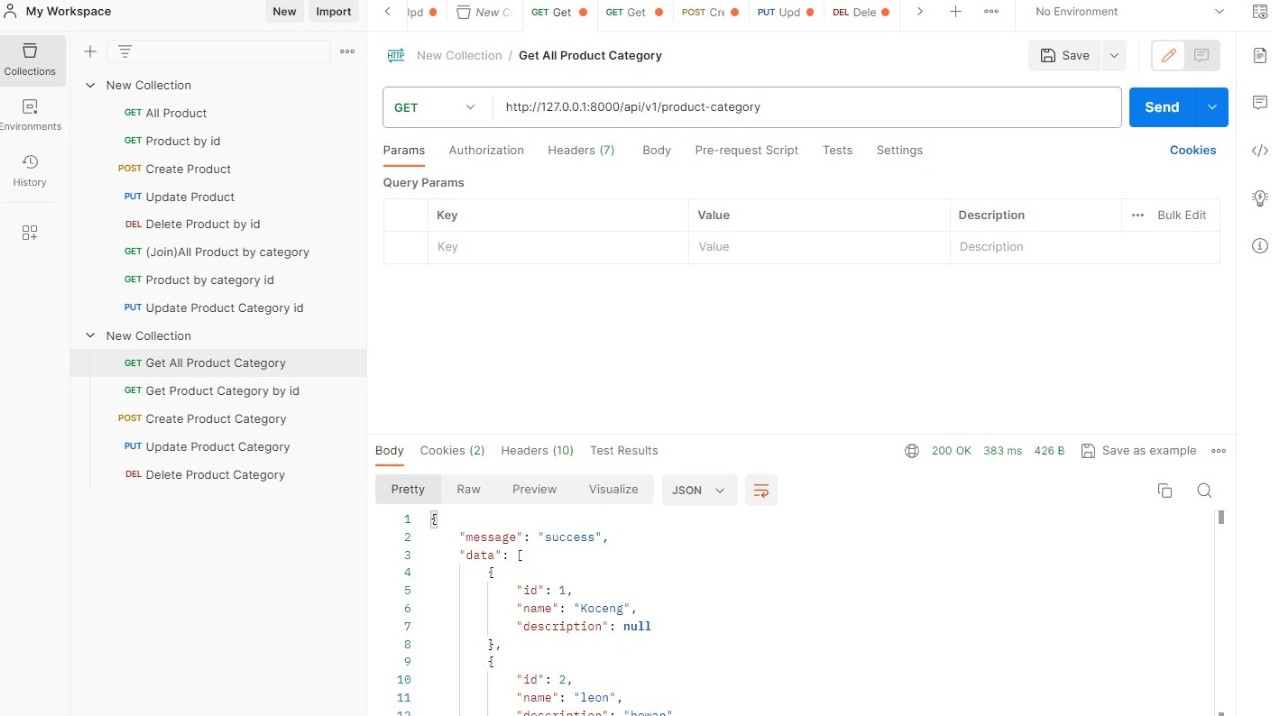 My Workspace
New
Import
Upd
New C
GET Get
GET Get
POST Cre
PUT Upd
DEL Dele
No Environment
Collections
Environments
History
New Collection
GET All Product
GET Product by id
POST Create Product
PUT Update Product
DEL Delete Product by id
GET (Join)All Product by category
GET Product by category id
PUT Update Product Category id
New Collection
GET Get All Product Category
GET Get Product Category by id
POST Create Product Category
PUT Update Product Category
DEL Delete Product Category
HTTP New Collection / Get All Product Category
Save
GET http://127.0.0.1:8000/api/v1/product-category
Send
Params Authorization Headers (7) Body Pre-request Script Tests Settings Cookies
Query Params
Key Value Description Bulk Edit
Key Value Description
Body Cookies (2) Headers (10) Test Results 200 OK 383 ms 426 B Save as example
Pretty Raw Preview Visualize JSON
1 {
2 "message": "success",
3 "data": [
4 {
5 "id": 1,
6 "name": "Koceng",
7 "description": null
8 },
9 {
10 "id": 2,
11 "name": "leon",
12 "description": "hewan"